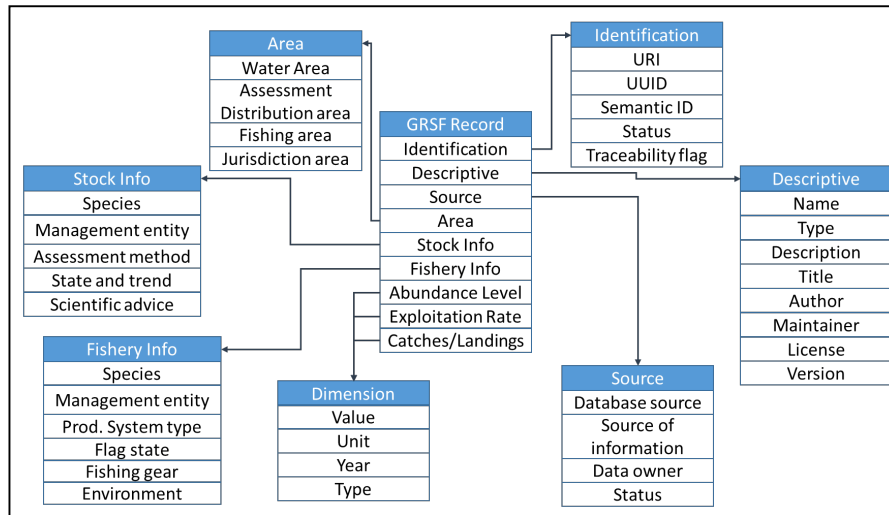 Area
Water Area
Assessment
Distribution area
Fishing area
Jurisdiction area
Identification
URI
UUID
Semantic ID
Status
Traceability flag
GRSF Record
Identification
Descriptive
Source
Area
Stock Info
Fishery Info
Abundance Level
Exploitation Rate
Catches/Landings
Stock Info
Species
Management entity
Assessment method
State and trend
Scientific advice
Descriptive
Name
Type
Description
Title
Author
Maintainer
License
Version
Fishery Info
Species
Management entity
Prod. System type
Flag state
Fishing gear
Environment
Dimension
Value
Unit
Year
Type
Source
Database source
Source of
information
Data owner
Status